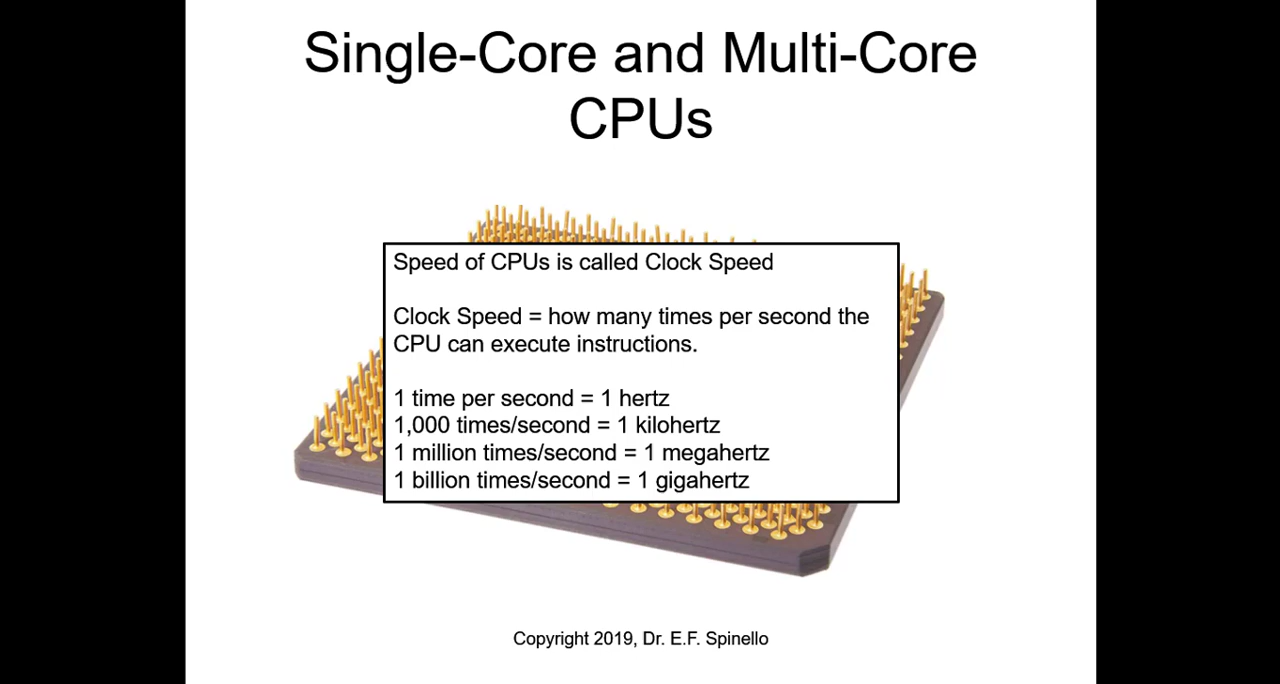 Single-Core and Multi-Core
CPUs
Speed of CPUs is called Clock Speed
Clock Speed = how many times per second the
CPU can execute instructions.
1 time per second = 1 hertz
1,000 times/second = 1 kilohertz
1 million times/second = 1 megahertz
1 billion times/second = 1 gigahertz
Copyright 2019, Dr. E.F. Spinello